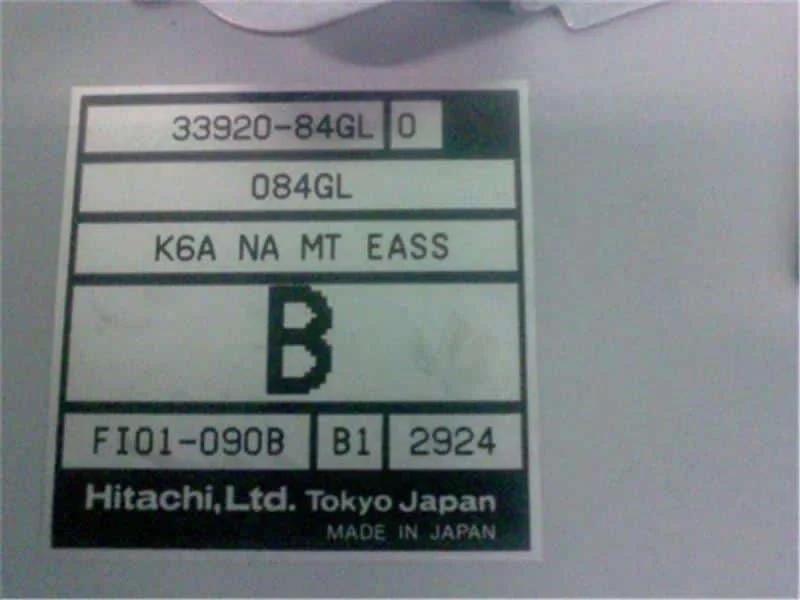 33920-84GL 0
084GL
K6A NA MT EASS
B
FI01-090B B1 2924
Hitachi,Ltd. Tokyo Japan
MADE IN JAPAN